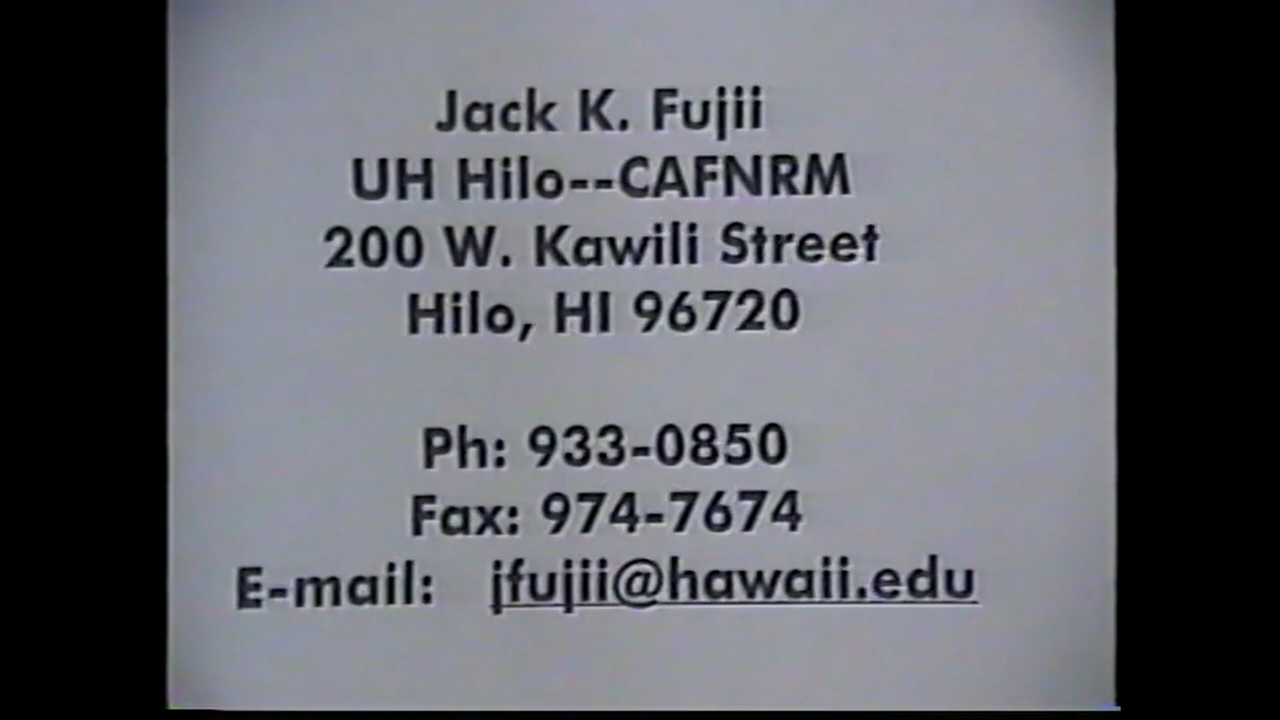 Jack K. Fujii
UH Hilo--CAFNRM
200 W. Kawili Street
Hilo, HI 96720
Ph: 933-0850
Fax: 974-7674
E-mail: jfujii@hawaii.edu